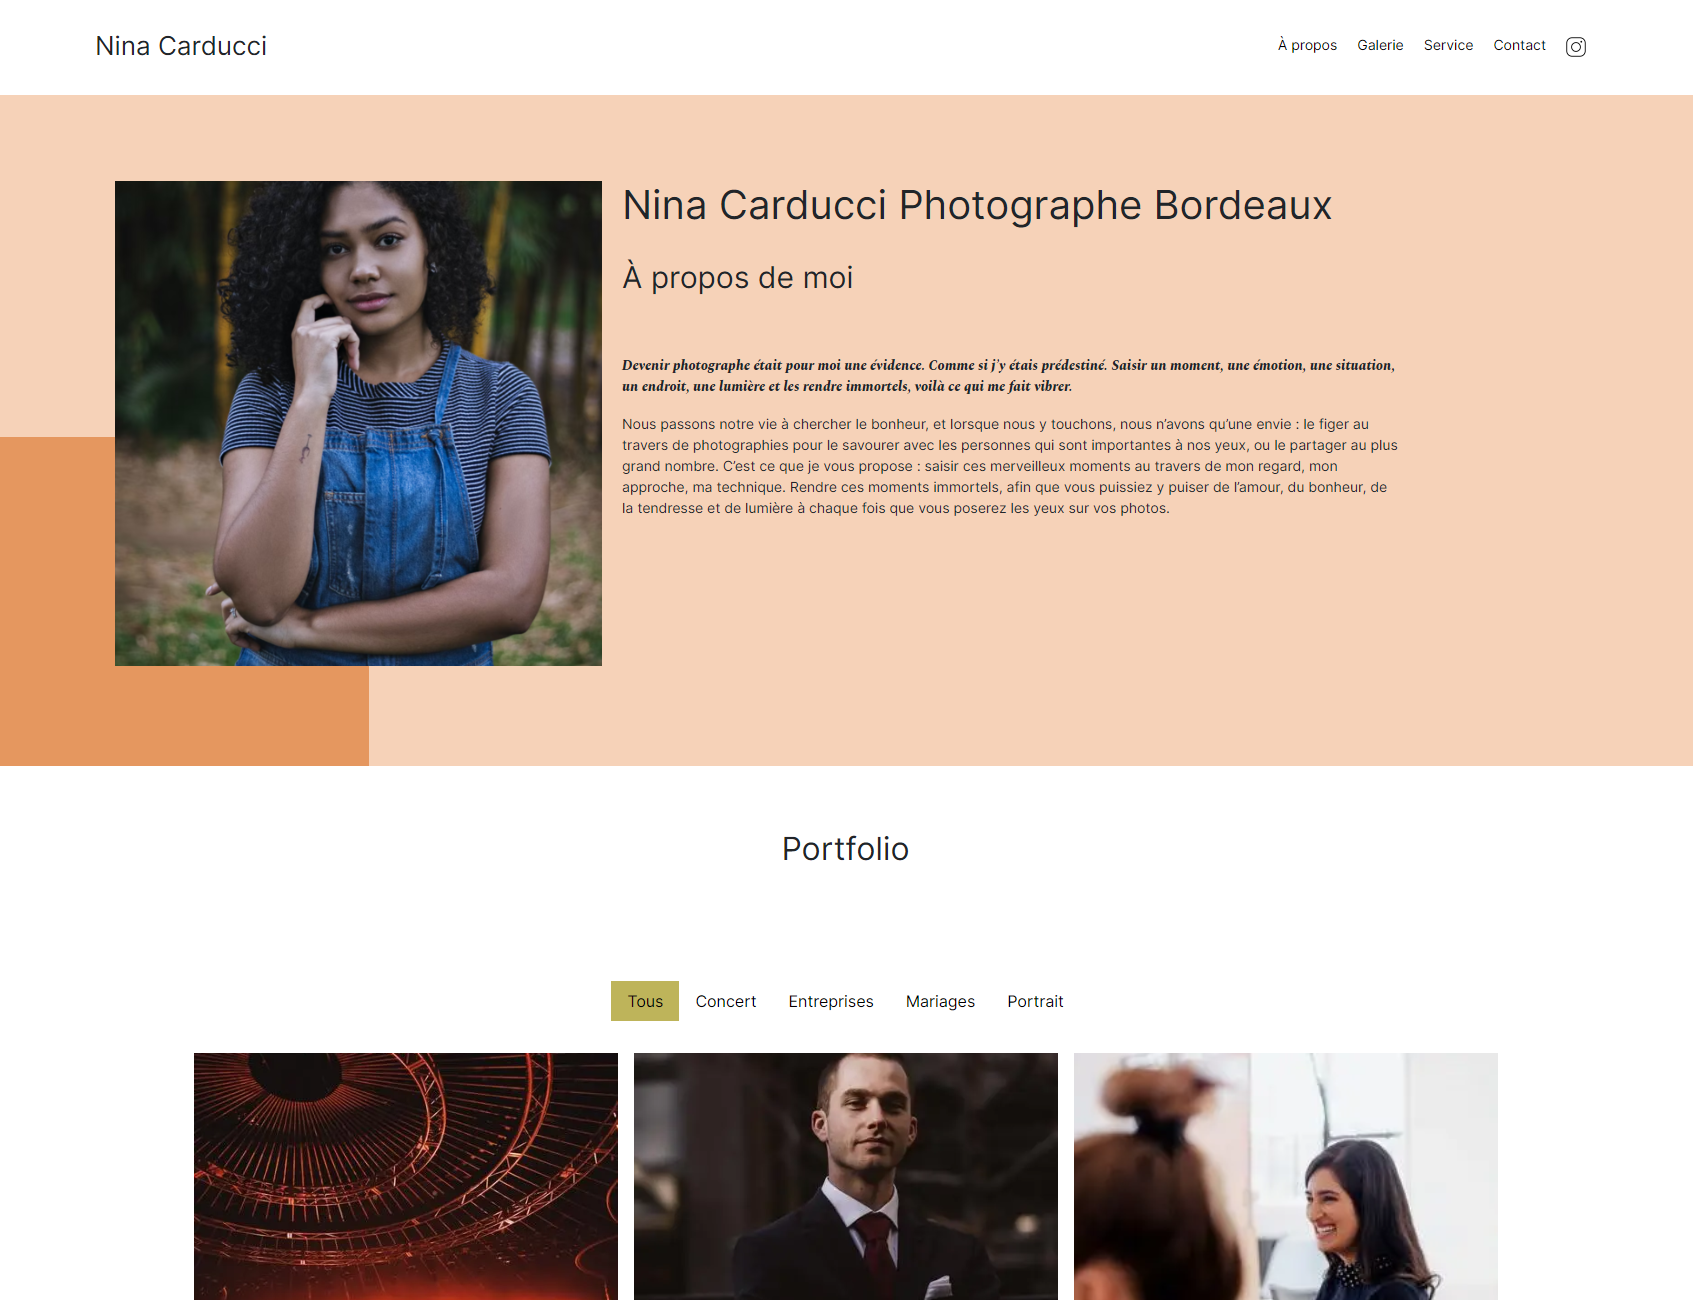 Nina Carducci
À propos Galerie Service Contact
Nina Carducci Photographe Bordeaux
À propos de moi
Devenir photographe était pour moi une évidence. Comme si j'y étais prédestiné. Saisir un moment, une émotion, une situation,
un endroit, une lumière et les rendre immortels, voilà ce qui me fait vibrer.
Nous passons notre vie à chercher le bonheur, et lorsque nous y touchons, nous n’avons qu’une envie : le figer au
travers de photographies pour le savourer avec les personnes qui sont importantes à nos yeux, ou le partager au plus
grand nombre. C’est ce que je vous propose : saisir ces merveilleux moments au travers de mon regard, mon
approche, ma technique. Rendre ces moments immortels, afin que vous puissiez y puiser de l’amour, du bonheur, de
la tendresse et de lumière à chaque fois que vous poserez les yeux sur vos photos.
Portfolio
Tous Concert Entreprises Mariages Portrait